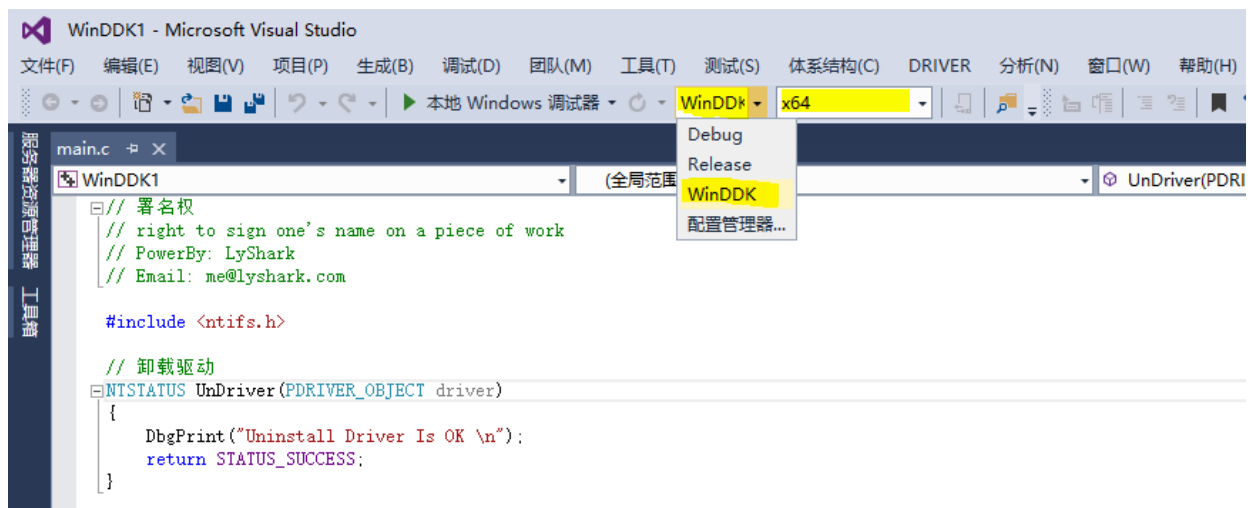 WinDDK1 - Microsoft Visual Studio
文件(F) 编辑(E) 视图(V) 项目(P) 生成(B) 调试(D) 团队(M) 工具(T) 测试(S) 体系结构(C) DRIVER 分析(N) 窗口(W) 帮助(H)
本地 Windows 调试器 WinDDK x64
Debug
Release
WinDDK
配置管理器...
服务器资源管理器
工具箱
main.c
WinDDK1 (全局范围 UnDriver(PDRI
// 署名权
// right to sign one's name on a piece of work
// PowerBy: LyShark
// Email: me@lyshark.com
#include <ntifs.h>
// 卸载驱动
NTSTATUS UnDriver(PDRIVER_OBJECT driver)
{
DbgPrint("Uninstall Driver Is OK \n");
return STATUS_SUCCESS;
}